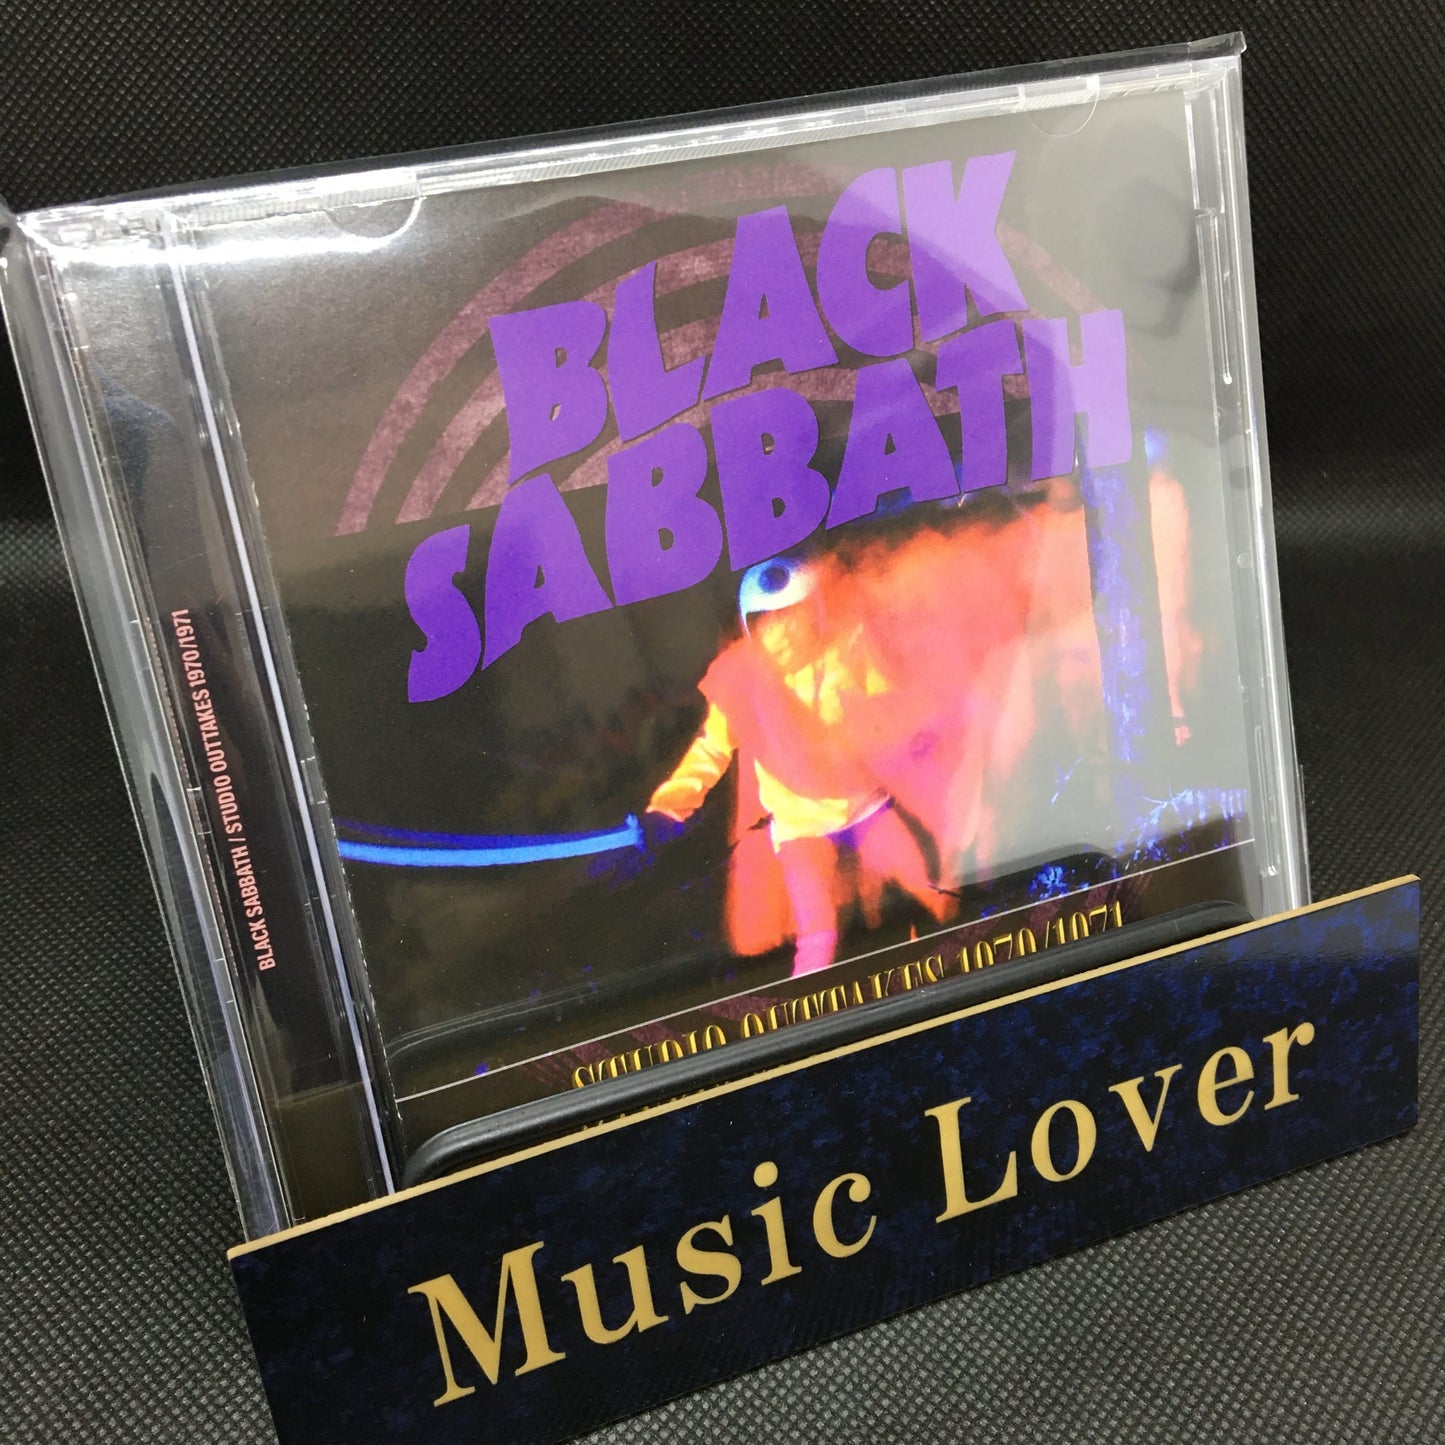 BLACK
SABBATH
STUDIO OUTTAKES 1970/1971
BLACK SABBATH / STUDIO OUTTAKES 1970/1971
Music Lover